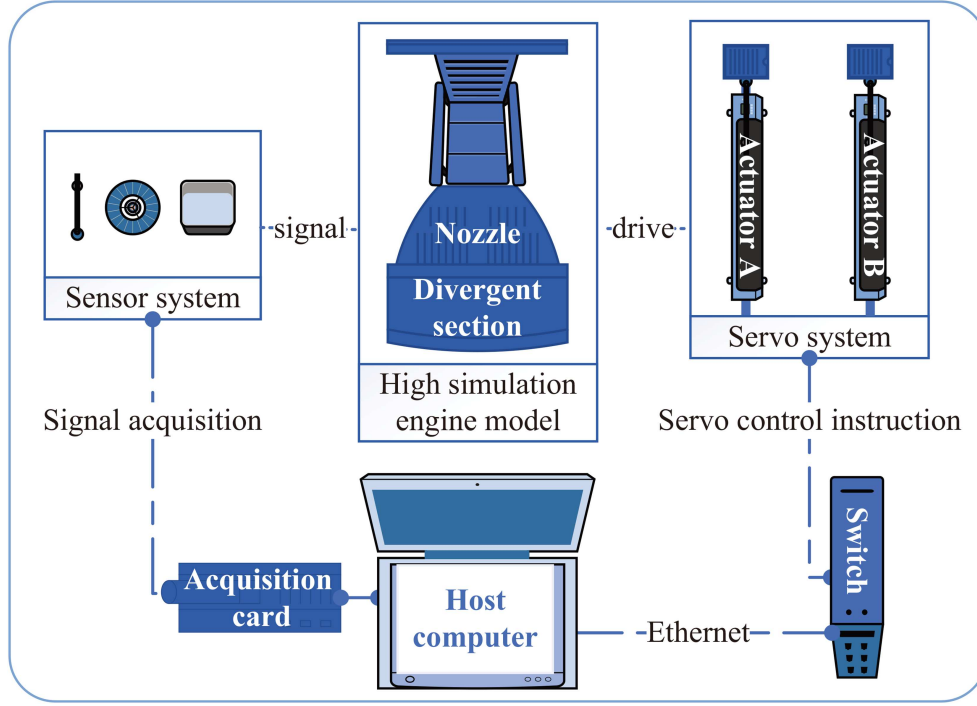 Actuator A
Actuator B
signal
Nozzle
drive
Divergent
section
Sensor system
Servo system
High simulation
engine model
Signal acquisition
Servo control instruction
Switch
Acquisition
card
Host
computer
Ethernet